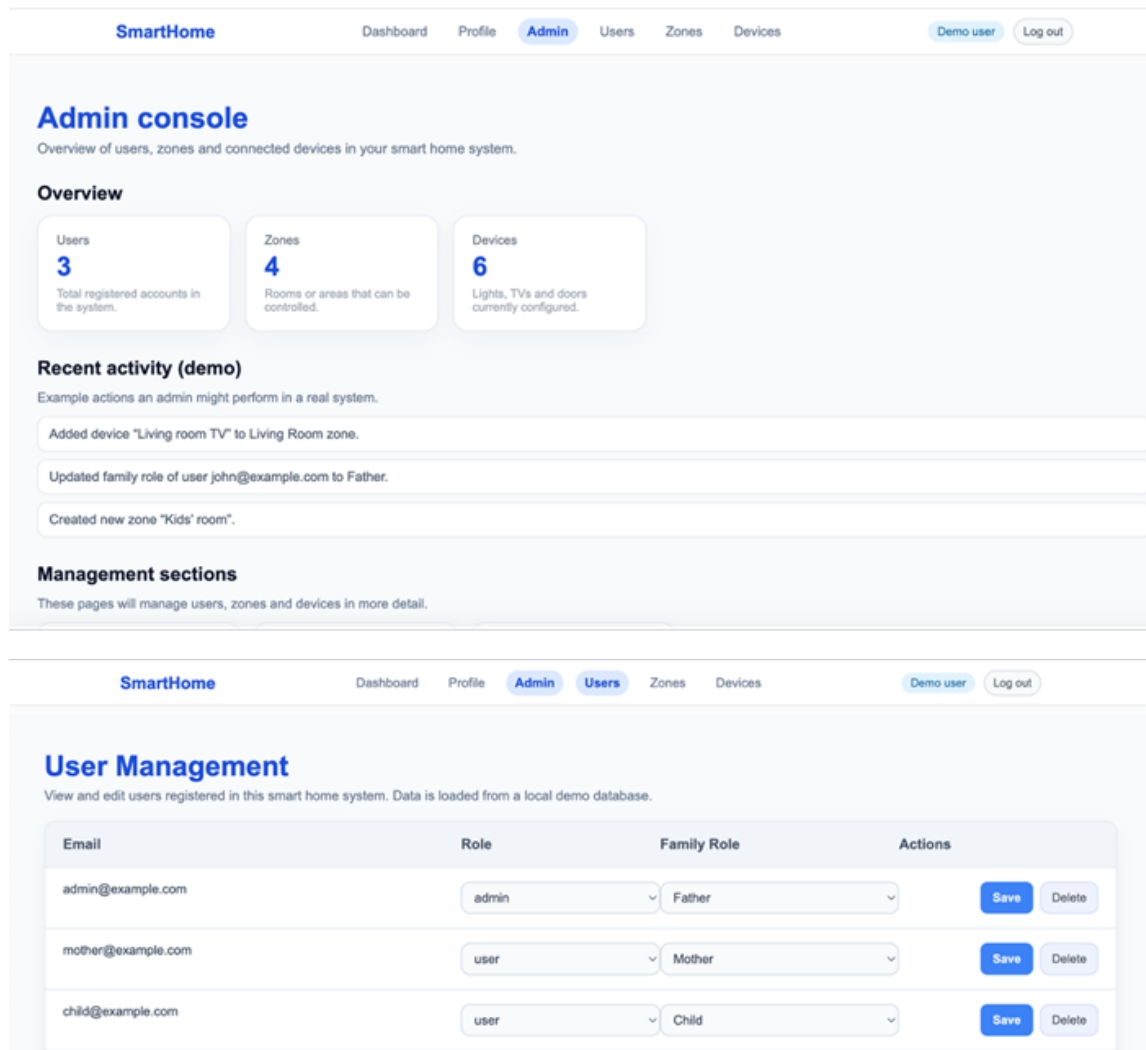 SmartHome Dashboard Profile Admin Users Zones Devices Demo user Log out
Admin console
Overview of users, zones and connected devices in your smart home system.
Overview
Users
3
Total registered accounts in
the system.
Zones
4
Rooms or areas that can be
controlled.
Devices
6
Lights, TVs and doors
currently configured.
Recent activity (demo)
Example actions an admin might perform in a real system.
Added device “Living room TV” to Living Room zone.
Updated family role of user john@example.com to Father.
Created new zone “Kids’ room”.
Management sections
These pages will manage users, zones and devices in more detail.
SmartHome Dashboard Profile Admin Users Zones Devices Demo user Log out
User Management
View and edit users registered in this smart home system. Data is loaded from a local demo database.
Email Role Family Role Actions
admin@example.com admin Father Save Delete
mother@example.com user Mother Save Delete
child@example.com user Child Save Delete